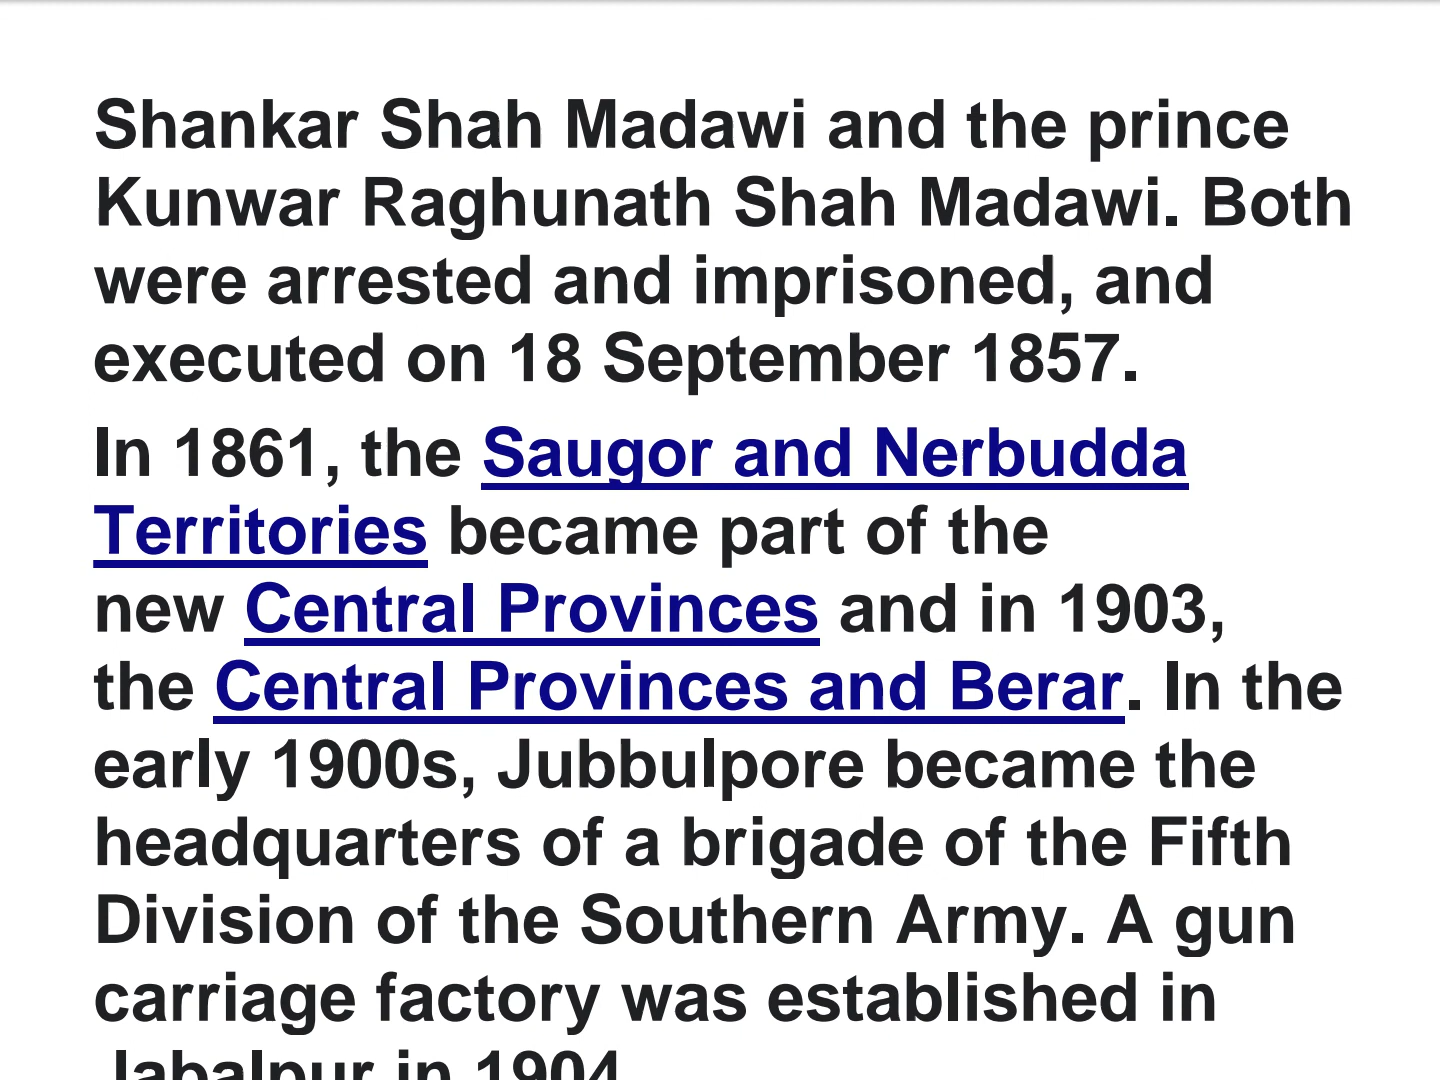 Shankar Shah Madawi and the prince
Kunwar Raghunath Shah Madawi. Both
were arrested and imprisoned, and
executed on 18 September 1857.
In 1861, the Saugor and Nerbudda
Territories became part of the
new Central Provinces and in 1903,
the Central Provinces and Berar. In the
early 1900s, Jubbulpore became the
headquarters of a brigade of the Fifth
Division of the Southern Army. A gun
carriage factory was established in
Jabalpur in 1904